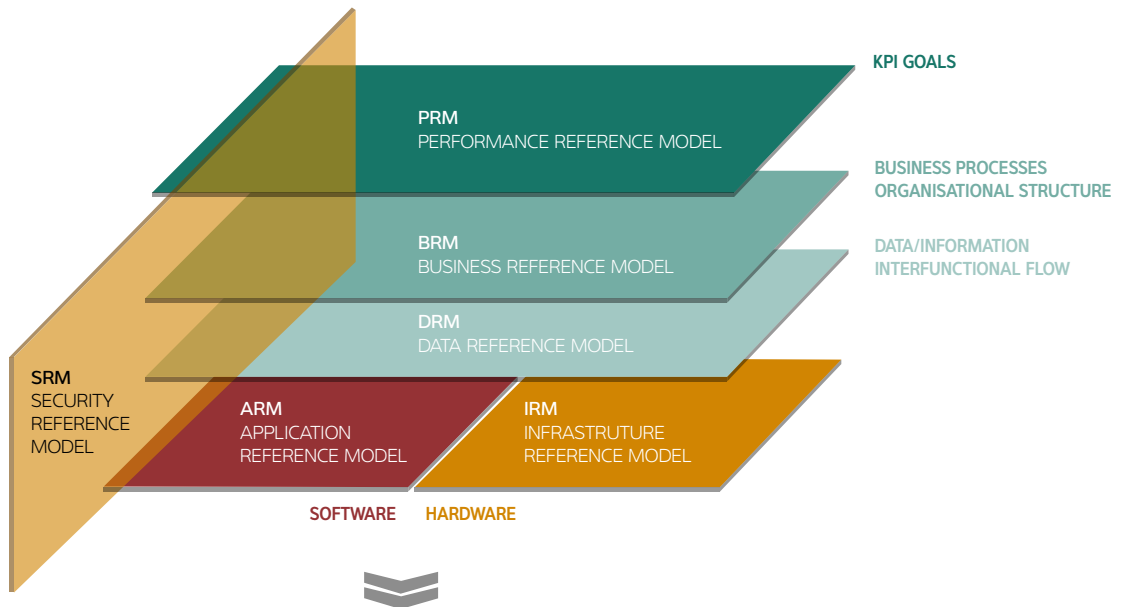 KPI GOALS
PRM
PERFORMANCE REFERENCE MODEL
BUSINESS PROCESSES
ORGANISATIONAL STRUCTURE
BRM
BUSINESS REFERENCE MODEL
DATA/INFORMATION
INTERFUNCTIONAL FLOW
DRM
DATA REFERENCE MODEL
SRM
SECURITY
REFERENCE
MODEL
ARM
APPLICATION
REFERENCE MODEL
IRM
INFRASTRUTURE
REFERENCE MODEL
SOFTWARE
HARDWARE